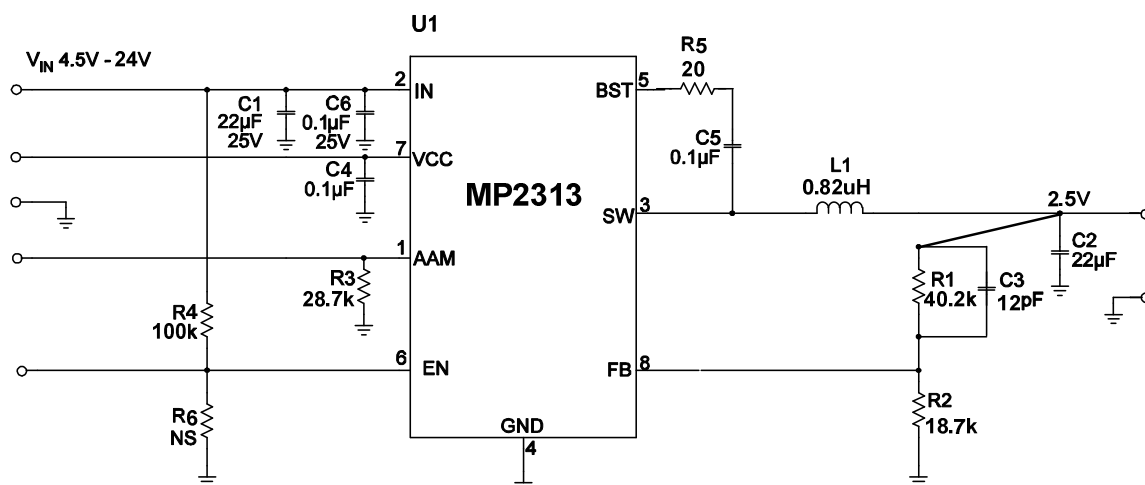 U1
VIN 4.5V - 24V
R5
20
2
IN
BST
5
C1
22µF
25V
C6
0.1µF
25V
7
VCC
C5
0.1µF
C4
0.1µF
MP2313
L1
0.82uH
SW
3
2.5V
1
AAM
C2
22µF
R3
28.7k
R1
40.2k
C3
12pF
R4
100k
6
EN
FB
8
R6
NS
R2
18.7k
GND
4